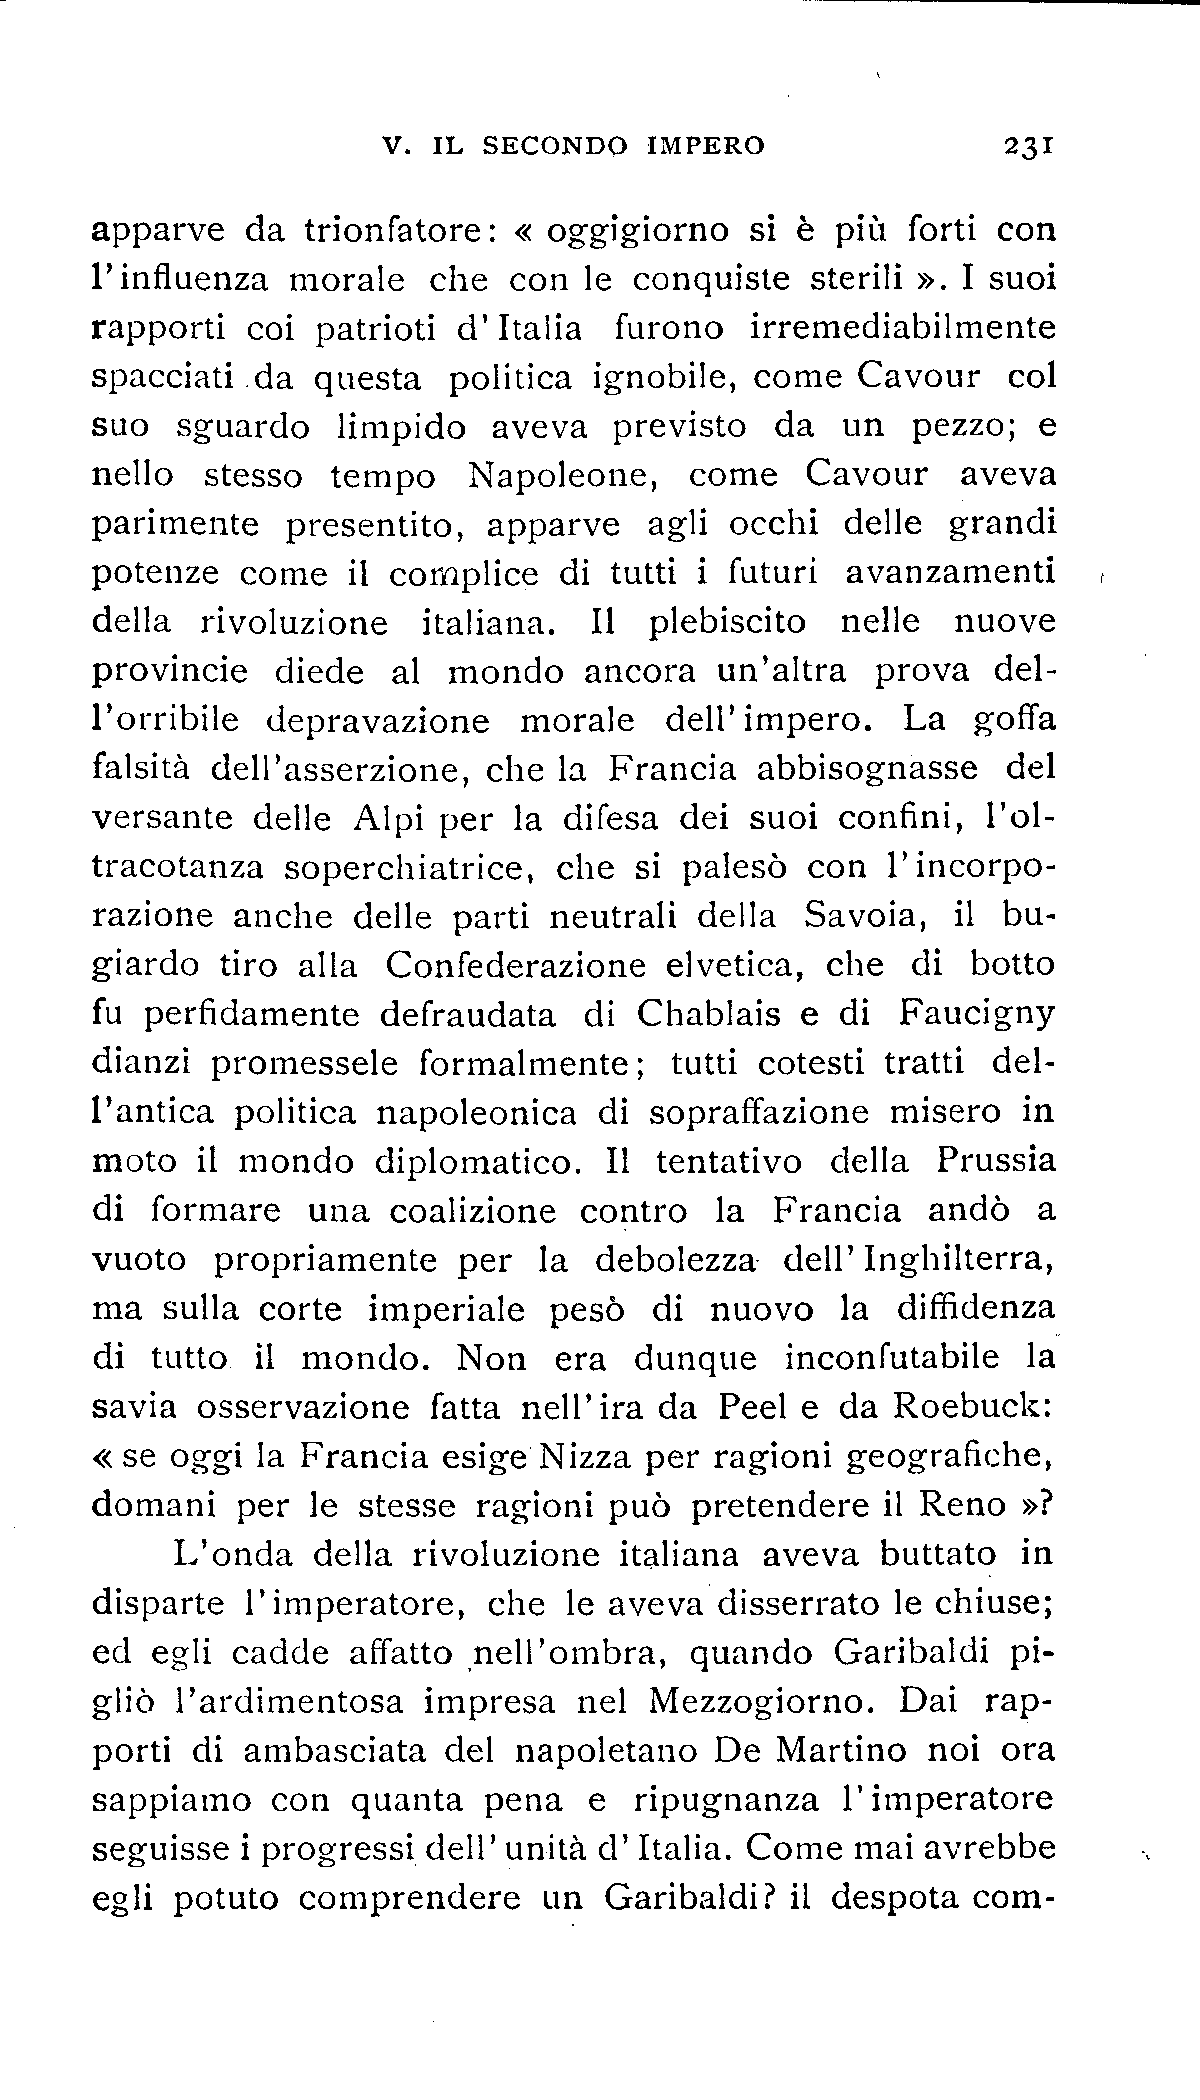 V. IL SECONDO IMPERO 231
apparve da trionfatore: « oggigiorno si è più forti con
l'influenza morale che con le conquiste sterili ». I suoi
rapporti coi patrioti d'Italia furono irremediabilmente
spacciati da questa politica ignobile, come Cavour col
suo sguardo limpido aveva previsto da un pezzo; e
nello stesso tempo Napoleone, come Cavour aveva
parimente presentito, apparve agli occhi delle grandi
potenze come il complice di tutti i futuri avanzamenti
della rivoluzione italiana. Il plebiscito nelle nuove
provincie diede al mondo ancora un'altra prova del-
l'orribile depravazione morale dell'impero. La goffa
falsità dell'asserzione, che la Francia abbisognasse del
versante delle Alpi per la difesa dei suoi confini, l'ol-
tracotanza soperchiatrice, che si palesò con l'incorpo-
razione anche delle parti neutrali della Savoia, il bu-
giardo tiro alla Confederazione elvetica, che di botto
fu perfidamente defraudata di Chablais e di Faucigny
dianzi promessele formalmente; tutti cotesti tratti del-
l'antica politica napoleonica di sopraffazione misero in
moto il mondo diplomatico. Il tentativo della Prussia
di formare una coalizione contro la Francia andò a
vuoto propriamente per la debolezza dell'Inghilterra,
ma sulla corte imperiale pesò di nuovo la diffidenza
di tutto il mondo. Non era dunque inconfutabile la
savia osservazione fatta nell'ira da Peel e da Roebuck:
« se oggi la Francia esige Nizza per ragioni geografiche,
domani per le stesse ragioni può pretendere il Reno »?
L'onda della rivoluzione italiana aveva buttato in
disparte l'imperatore, che le aveva disserrato le chiuse;
ed egli cadde affatto nell'ombra, quando Garibaldi pi-
gliò l'ardimentosa impresa nel Mezzogiorno. Dai rap-
porti di ambasciata del napoletano De Martino noi ora
sappiamo con quanta pena e ripugnanza l'imperatore
seguisse i progressi dell'unità d'Italia. Come mai avrebbe
egli potuto comprendere un Garibaldi? il despota com-